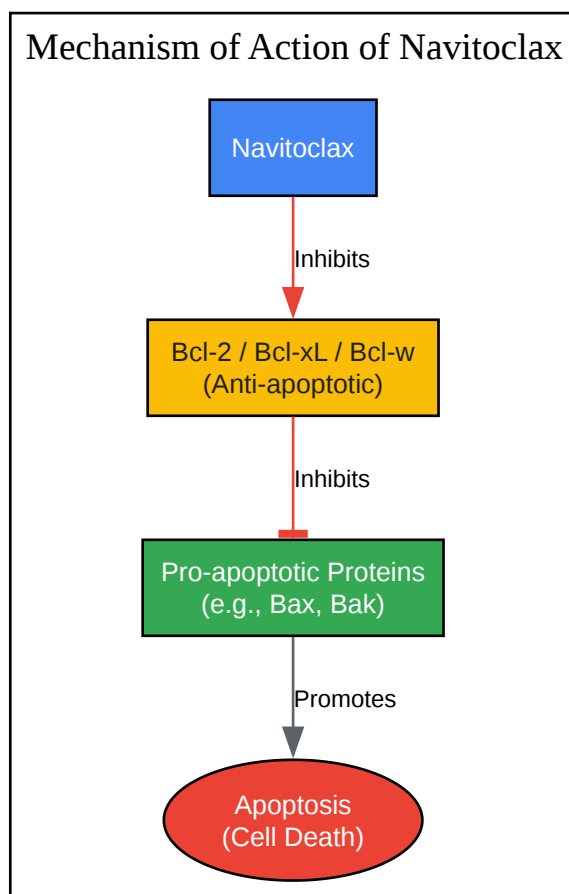 Mechanism of Action of Navitoclax
Navitoclax
Inhibits
Bcl-2 / Bcl-xL / Bcl-w
(Anti-apoptotic)
Inhibits
Pro-apoptotic Proteins
(e.g., Bax, Bak)
Promotes
Apoptosis
(Cell Death)